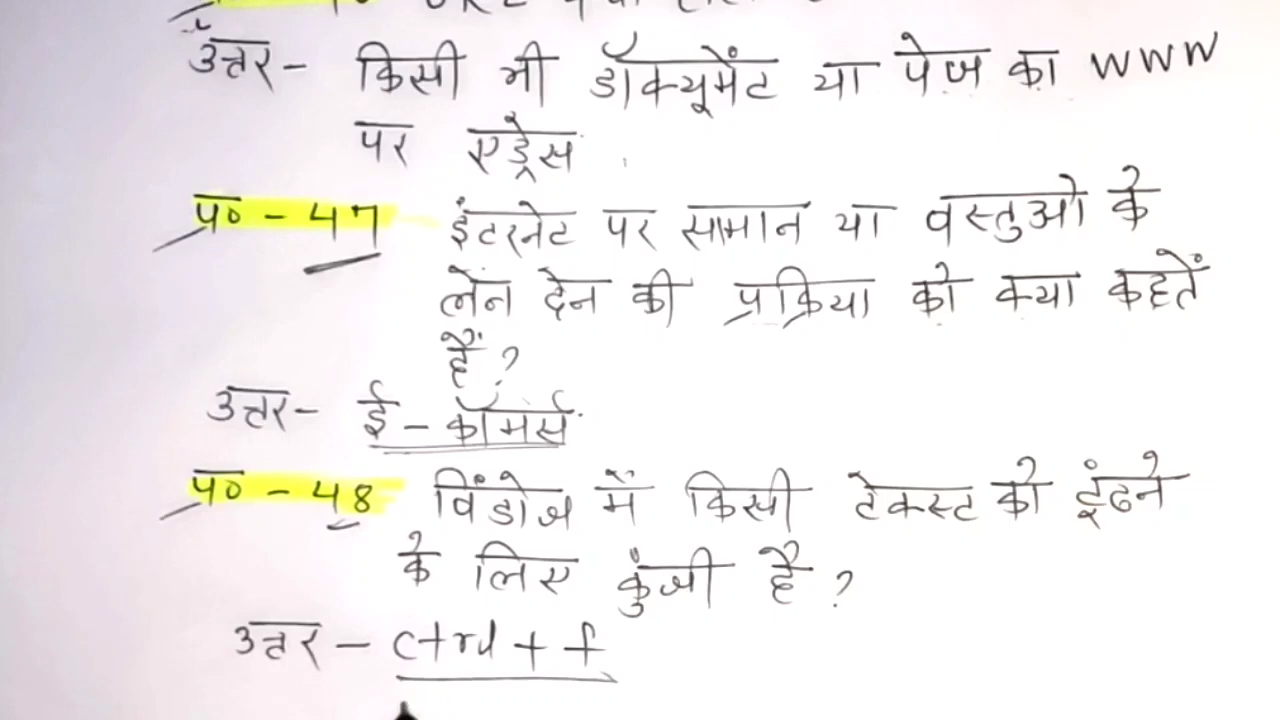 उत्तर- किसी भी डॉक्यूमेंट या पेज का WWW
पर एड्रेस
प्र० - 47 इंटरनेट पर सामान या वस्तुओ के
लेन देन की प्रक्रिया को क्या कहतें
हैं ?
उत्तर- ई - कॉमर्स
प्र० - 48 विंडोज में किसी टेक्स्ट को ढूंढने
के लिए कुंजी है ?
उत्तर - ctrl + f